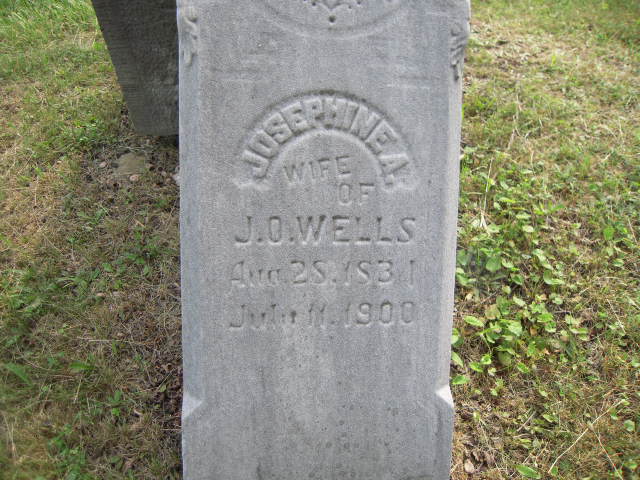 JOSEPHINE A.
WIFE
OF
J.O. WELLS
Aug. 28. 1831
July 11. 1900